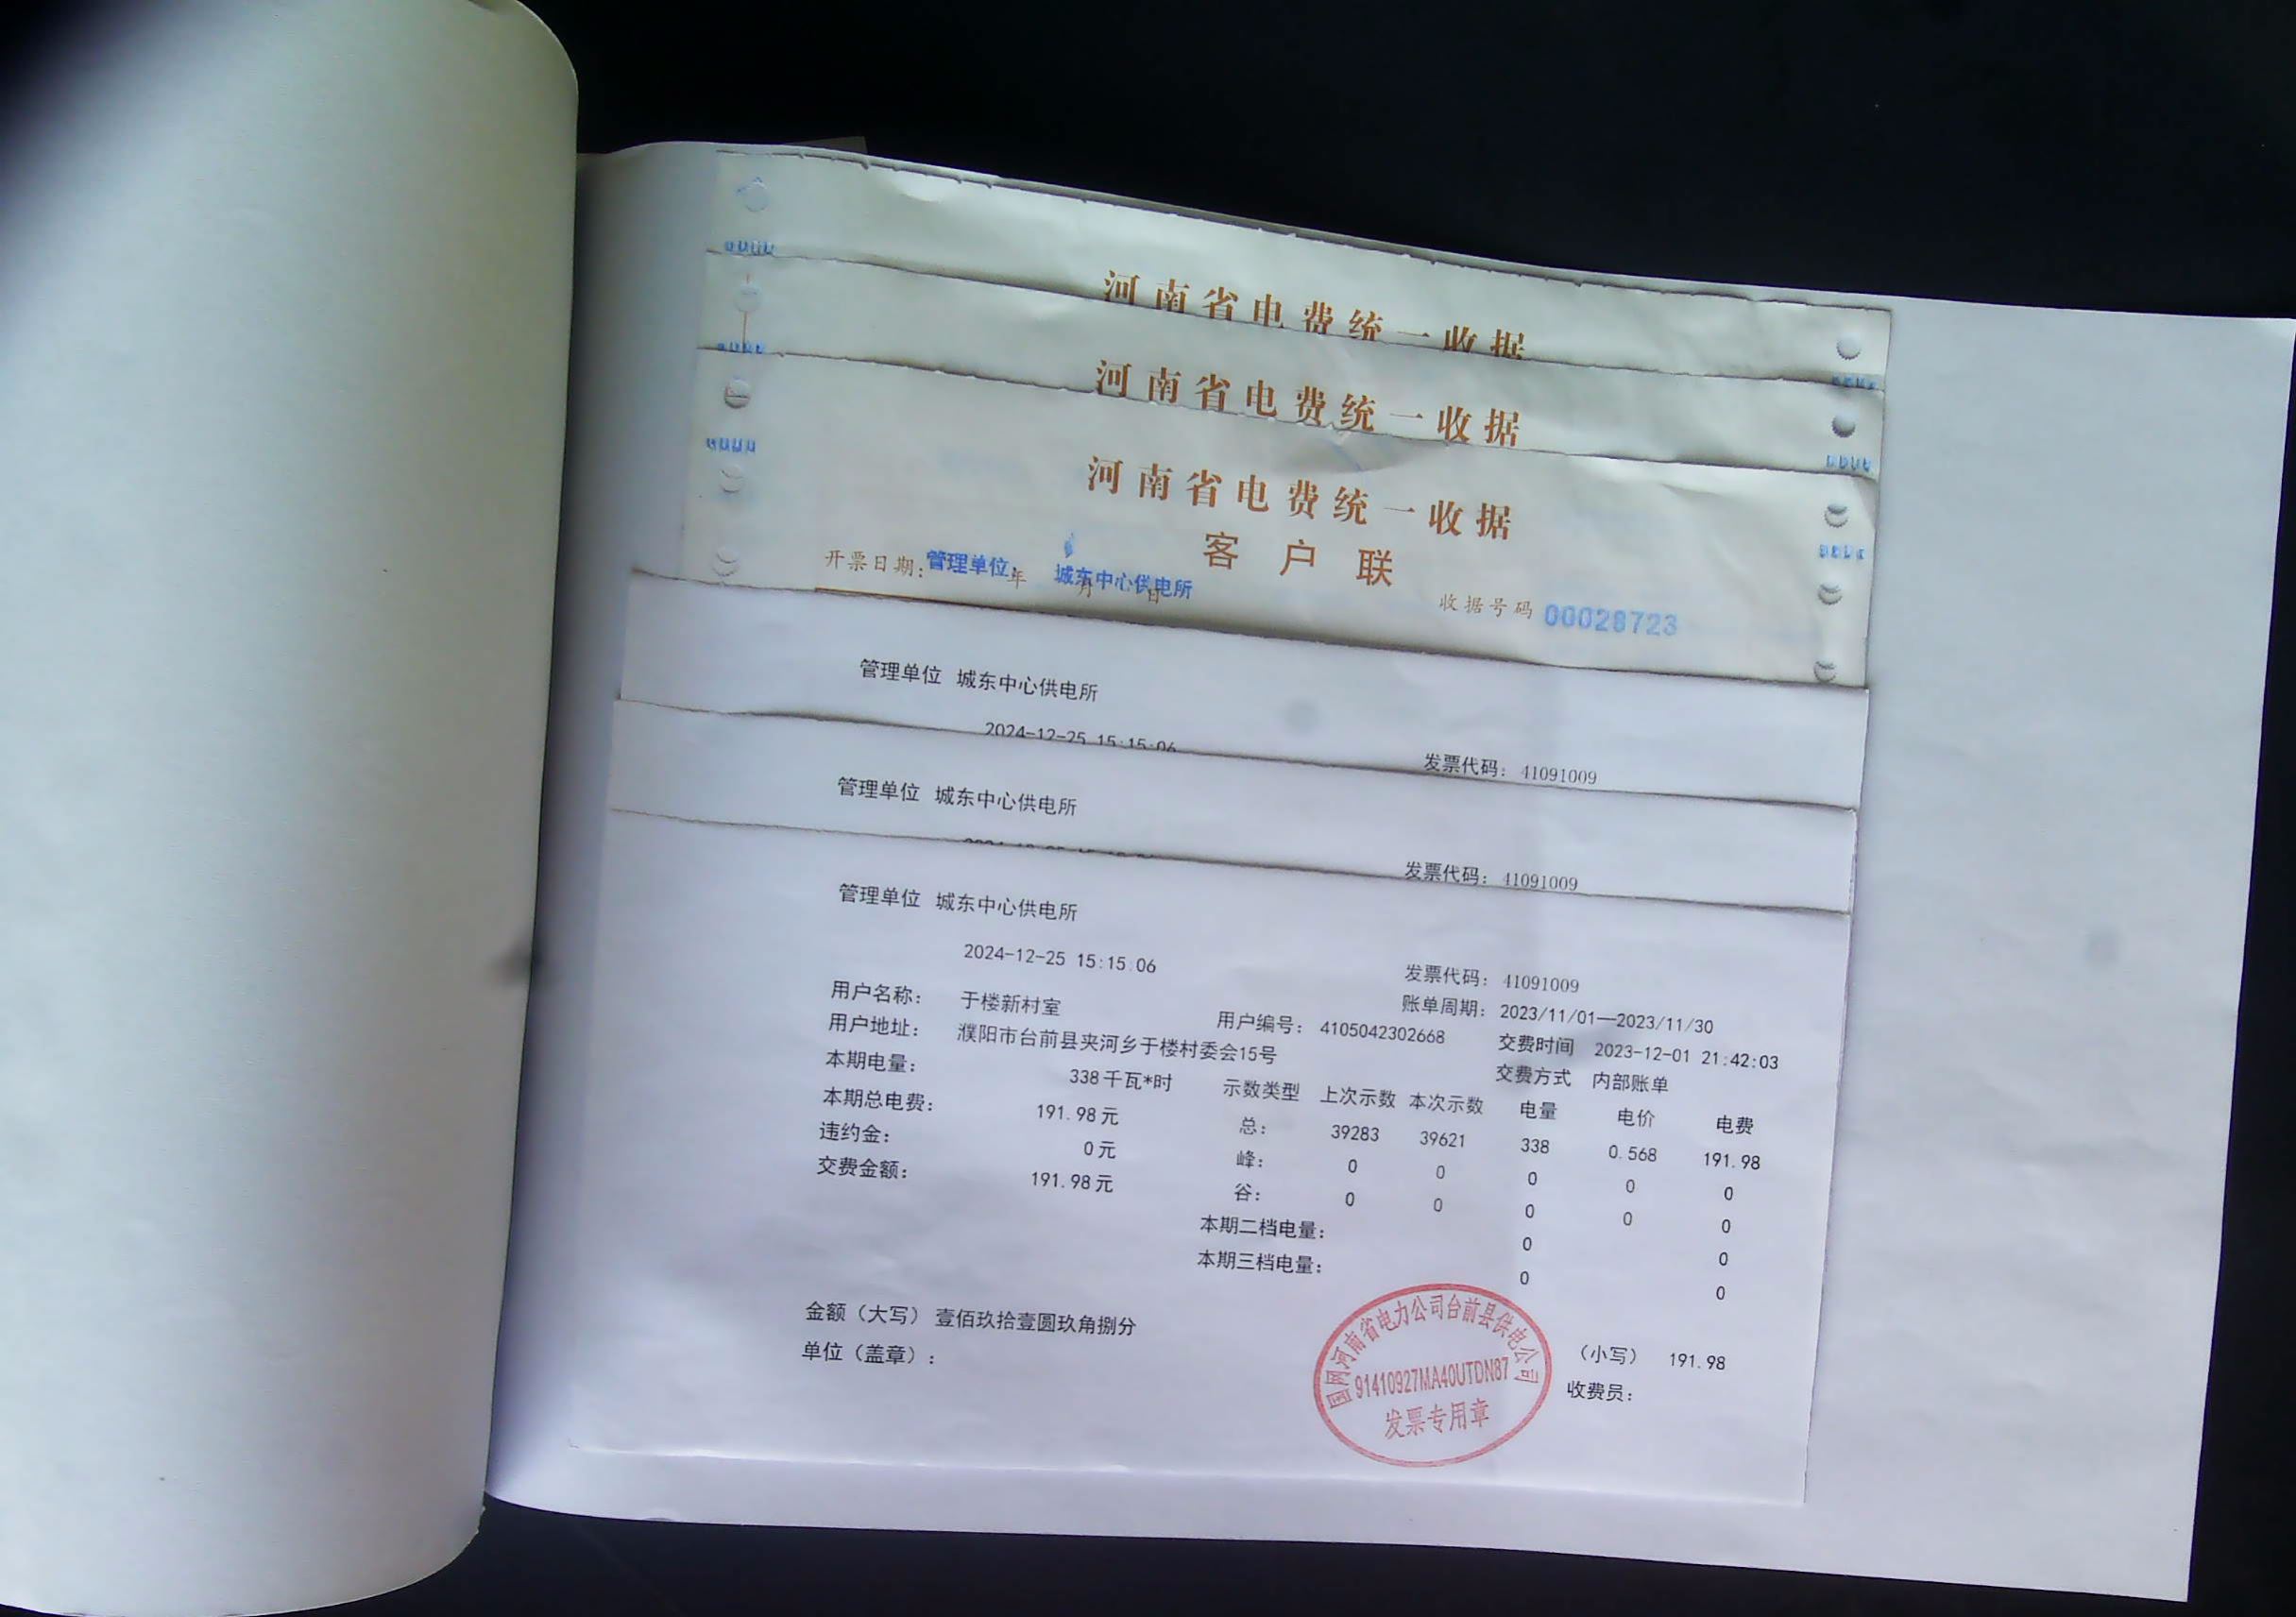 河南省电费统一收据
河南省电费统一收据
河南省电费统一收据
客户联
开票日期: 管理单位 年 城东中心供电所 月 日
收据号码 00028723
管理单位 城东中心供电所
2024-12-25 15:15:06
发票代码: 41091009
管理单位 城东中心供电所
发票代码: 41091009
管理单位 城东中心供电所
2024-12-25 15:15:06
发票代码: 41091009
用户名称: 于楼新村室 用户编号: 4105042302668 账单周期: 2023/11/01—2023/11/30
用户地址: 濮阳市台前县夹河乡于楼村委会15号 交费时间 2023-12-01 21:42:03
交费方式 内部账单
本期电量: 338千瓦*时 示数类型 上次示数 本次示数 电量 电价 电费
本期总电费: 191.98元 总: 39283 39621 338 0.568 191.98
违约金: 0元 峰: 0 0 0 0 0
交费金额: 191.98元 谷: 0 0 0 0 0
本期二档电量: 0 0
本期三档电量: 0 0
金额（大写） 壹佰玖拾壹圆玖角捌分 （小写） 191.98
单位（盖章）: 收费员:
国网河南省电力公司台前县供电公司
91410927MA40UTDN87
发票专用章